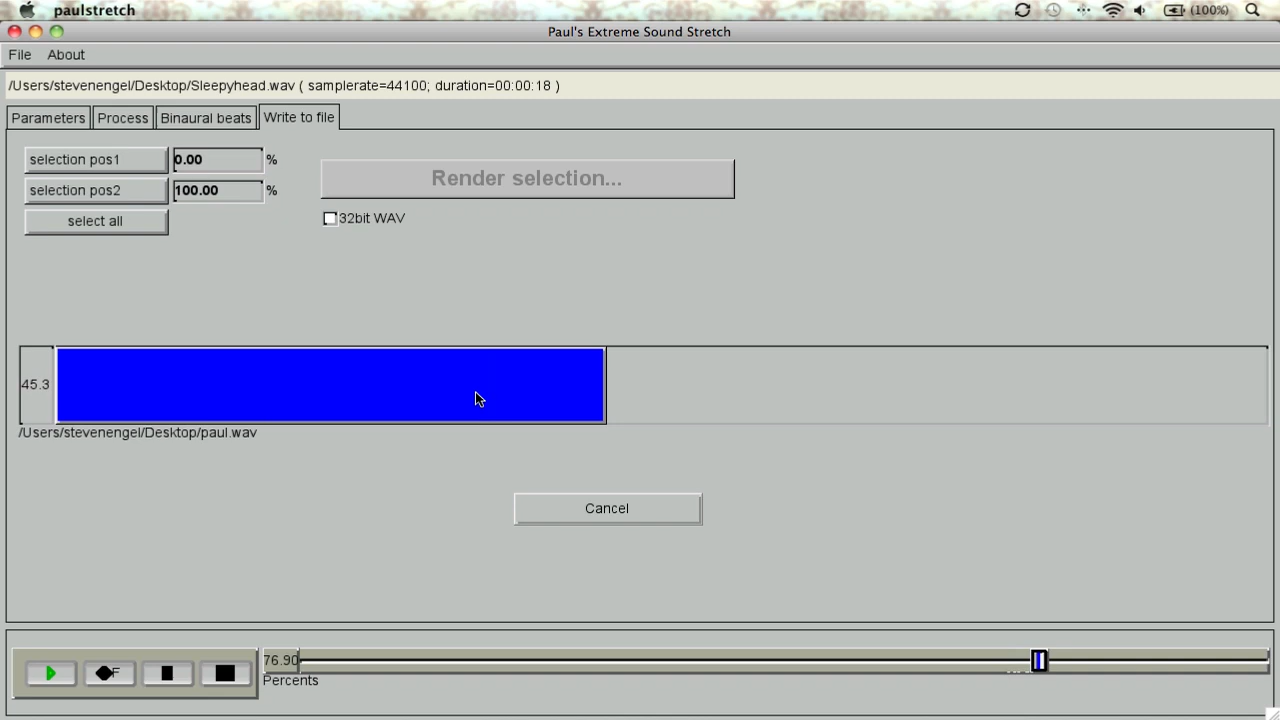 paulstretch (100%)
Paul's Extreme Sound Stretch
File About
/Users/stevenengel/Desktop/Sleepyhead.wav ( samplerate=44100; duration=00:00:18 )
Parameters Process Binaural beats Write to file
selection pos1 0.00 %
Render selection...
selection pos2 100.00 %
select all
32bit WAV
45.3
/Users/stevenengel/Desktop/paul.wav
Cancel
F
76.90
Percents